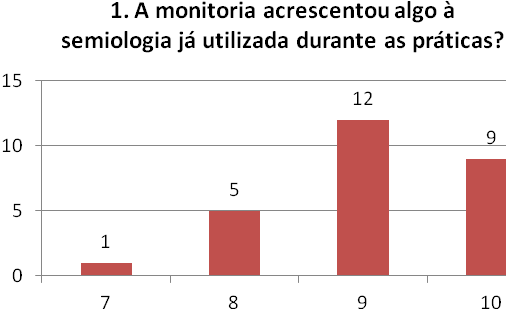 1. A monitoria acrescentou algo à
semiologia já utilizada durante as práticas?
15
12
10
9
5
5
1
0
7 8 9 10